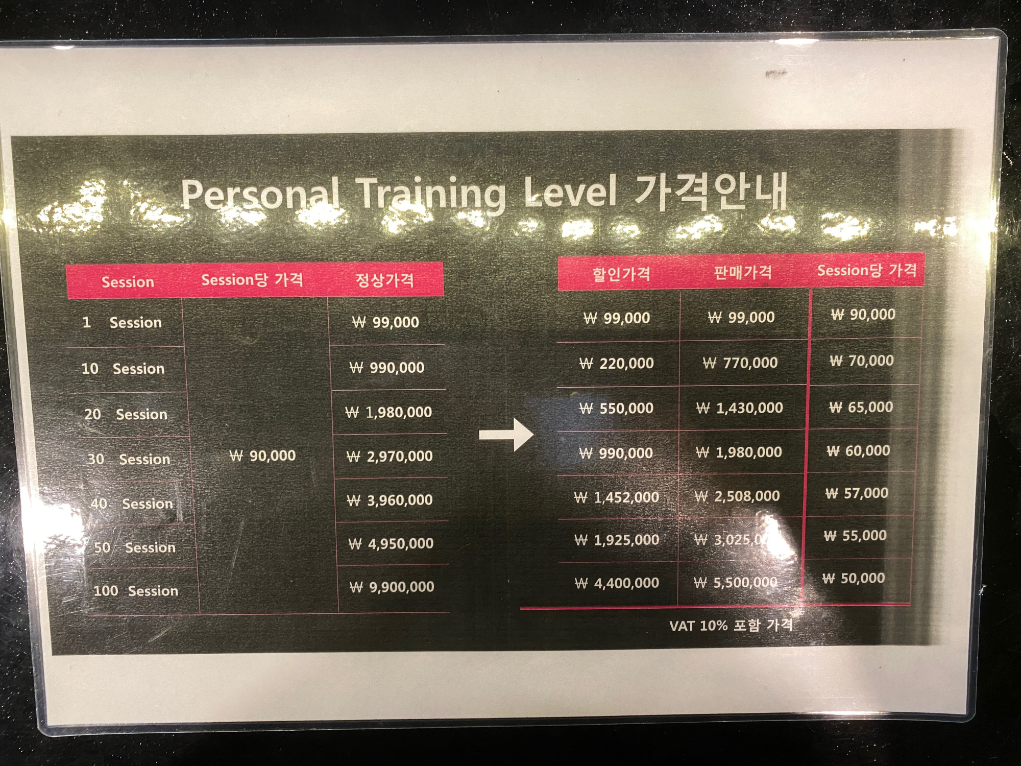 Personal Training Level 가격안내
Session Session당 가격 정상가격 할인가격 판매가격 Session당 가격
1 Session ₩ 99,000 ₩ 99,000 ₩ 99,000 ₩ 90,000
10 Session ₩ 990,000 ₩ 220,000 ₩ 770,000 ₩ 70,000
20 Session ₩ 1,980,000 ₩ 550,000 ₩ 1,430,000 ₩ 65,000
30 Session ₩ 90,000 ₩ 2,970,000 ₩ 990,000 ₩ 1,980,000 ₩ 60,000
40 Session ₩ 3,960,000 ₩ 1,452,000 ₩ 2,508,000 ₩ 57,000
50 Session ₩ 4,950,000 ₩ 1,925,000 ₩ 55,000
100 Session ₩ 9,900,000 ₩ 4,400,000 ₩ 5,500,000 ₩ 50,000
VAT 10% 포함 가격